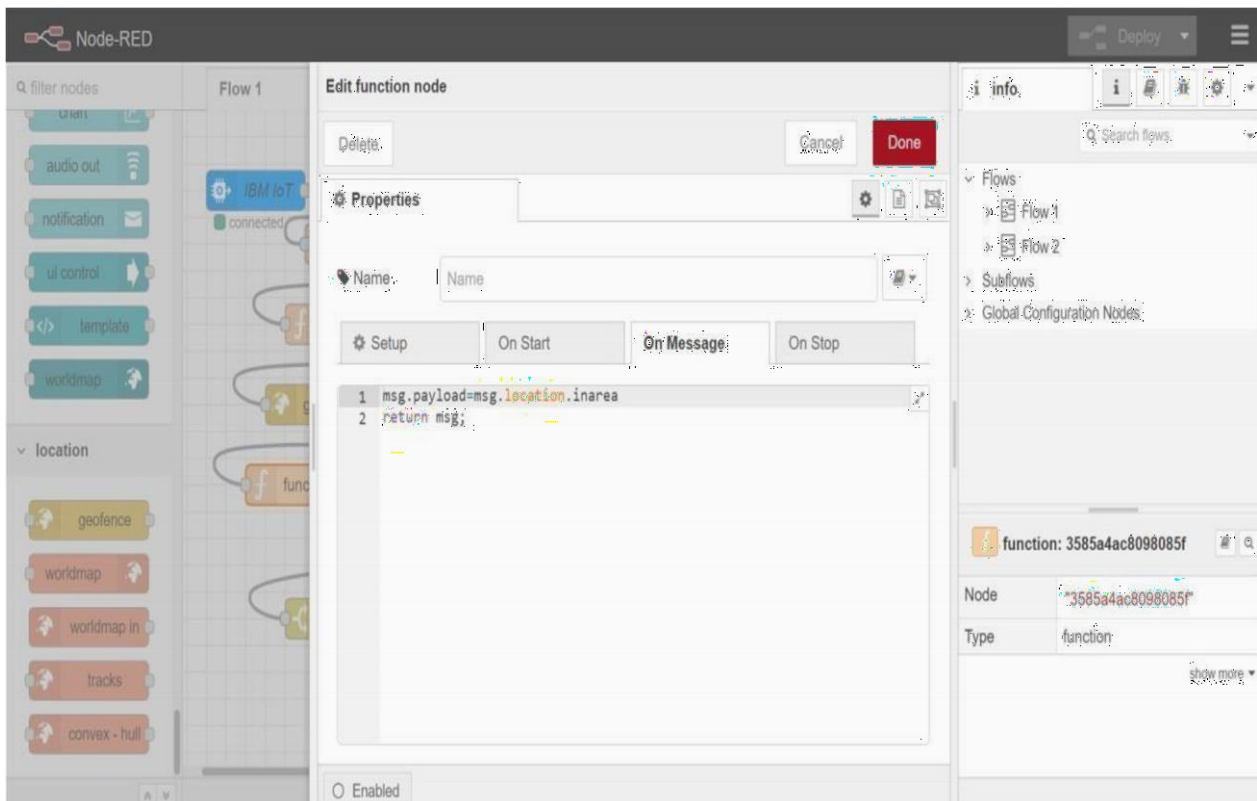 Node-RED
Deploy
filter nodes
chart
audio out
notification
ui control
</> template
worldmap
location
geofence
worldmap
worldmap in
tracks
convex - hull
Flow 1
IBM IoT
connected
f
g
f func
Edit function node
Delete
Cancel
Done
Properties
Name
Name
Setup
On Start
On Message
On Stop
1 msg.payload=msg.location.inarea
2 return msg;
Enabled
i info
i
Search flows
Flows
Flow 1
Flow 2
Subflows
Global Configuration Nodes
function: 3585a4ac8098085f
Node "3585a4ac8098085f"
Type function
show more